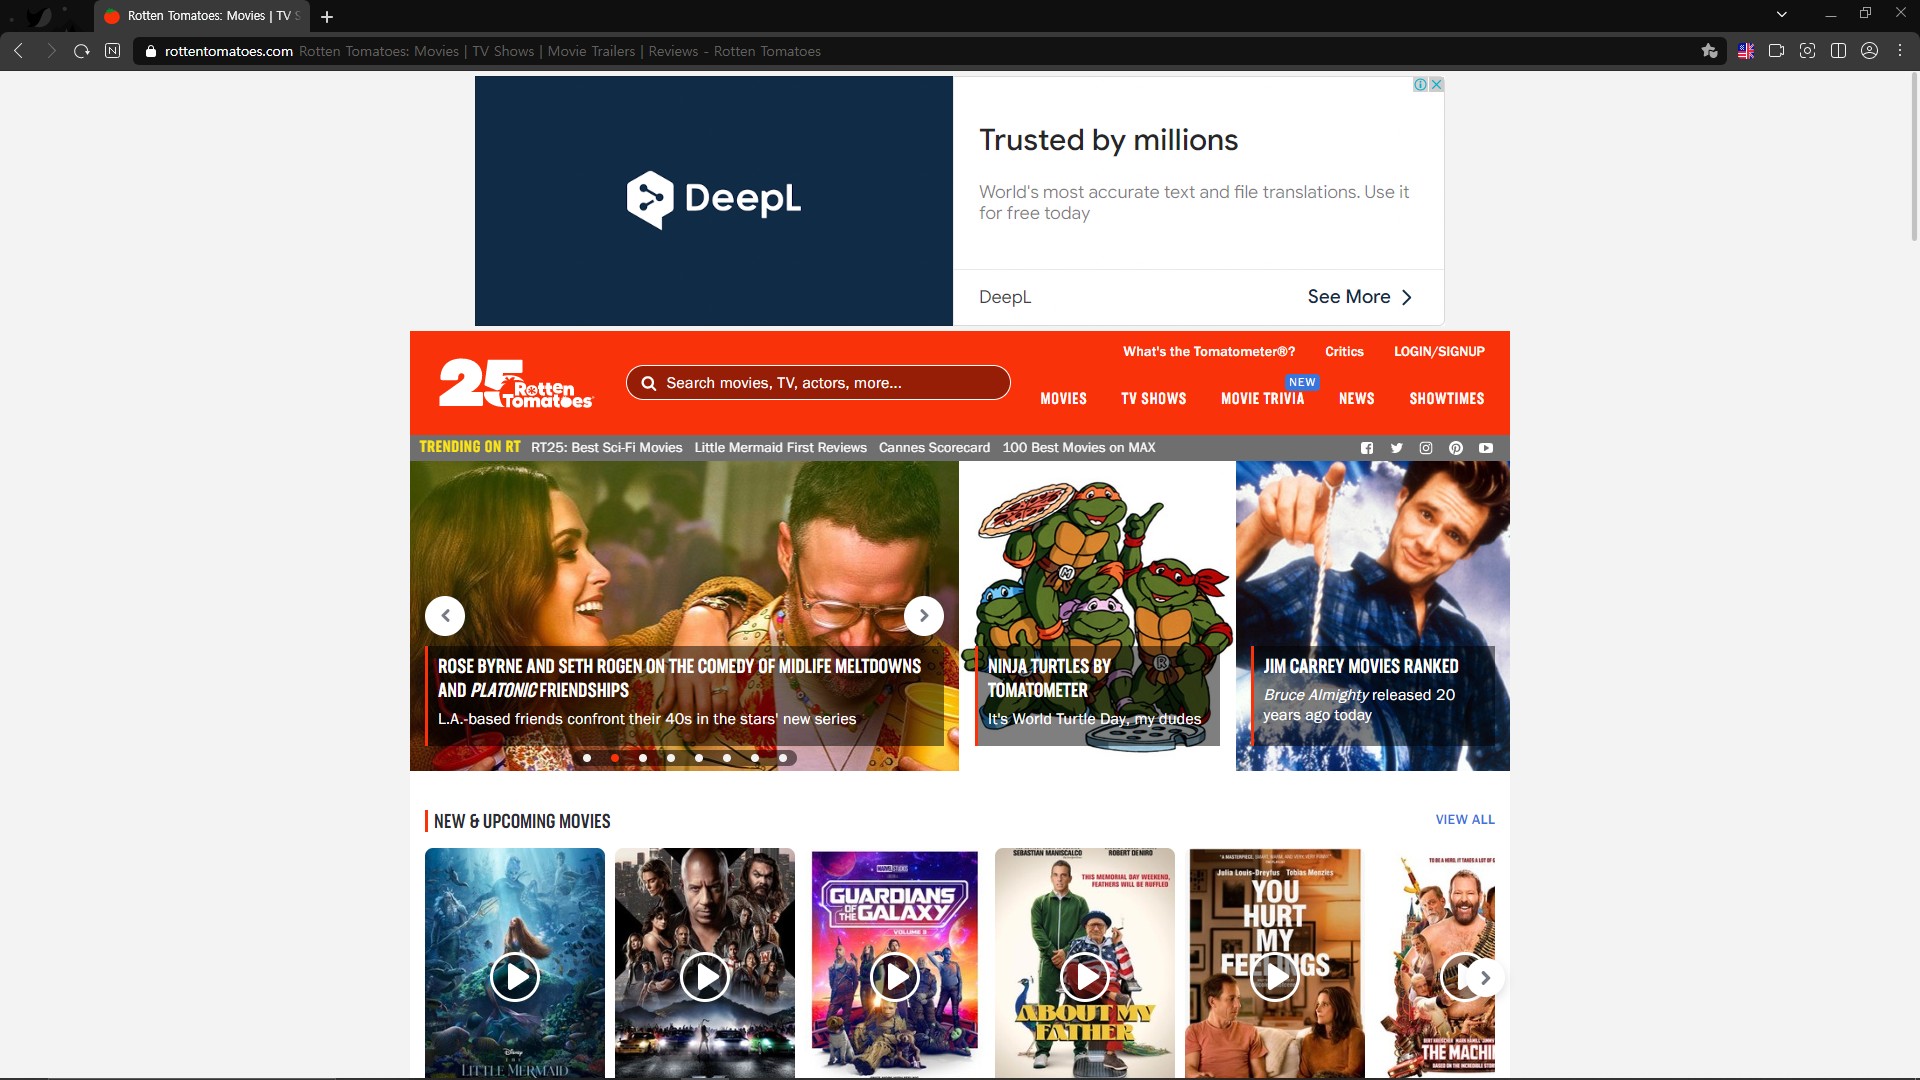 Rotten Tomatoes: Movies | TV S
rottentomatoes.com Rotten Tomatoes: Movies | TV Shows | Movie Trailers | Reviews - Rotten Tomatoes
DeepL
Trusted by millions
World's most accurate text and file translations. Use it
for free today
DeepL
See More
What's the Tomatometer®?
Critics
LOGIN/SIGNUP
25 Rotten
Tomatoes
Search movies, TV, actors, more...
NEW
MOVIES
TV SHOWS
MOVIE TRIVIA
NEWS
SHOWTIMES
TRENDING ON RT
RT25: Best Sci-Fi Movies
Little Mermaid First Reviews
Cannes Scorecard
100 Best Movies on MAX
ROSE BYRNE AND SETH ROGEN ON THE COMEDY OF MIDLIFE MELTDOWNS
AND PLATONIC FRIENDSHIPS
L.A.-based friends confront their 40s in the stars' new series
NINJA TURTLES BY
TOMATOMETER
It's World Turtle Day, my dudes
JIM CARREY MOVIES RANKED
Bruce Almighty released 20
years ago today
NEW & UPCOMING MOVIES
VIEW ALL
Disney
THE
LITTLE MERMAID
MARVEL STUDIOS
GUARDIANS
OF THE
GALAXY
VOLUME 3
SEBASTIAN MANISCALCO
ROBERT DE NIRO
THIS MEMORIAL DAY WEEKEND,
FEATHERS WILL BE RUFFLED
ABOUT MY
FATHER
Julia Louis-Dreyfus Tobias Menzies
YOU
HURT
MY
FEELINGS
THE MACHI